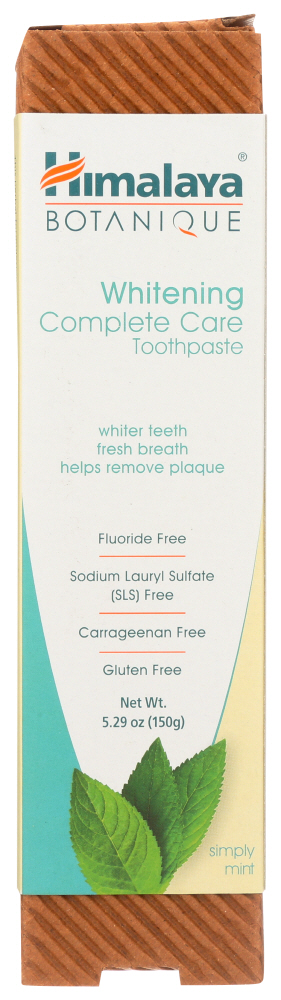 Himalaya®
BOTANIQUE
Whitening
Complete Care
Toothpaste
whiter teeth
fresh breath
helps remove plaque
Fluoride Free
Sodium Lauryl Sulfate
(SLS) Free
Carrageenan Free
Gluten Free
Net Wt.
5.29 oz (150g)
simply
mint